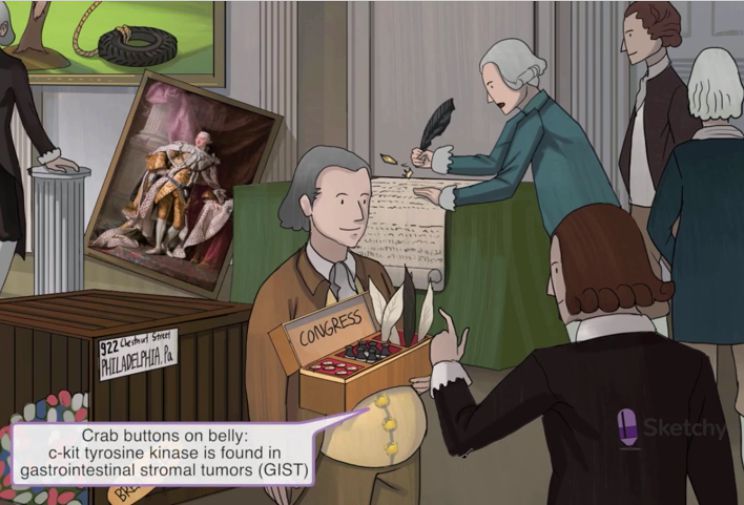 CONGRESS
922 Chestnut Street
PHILADELPHIA, Pa
Sketchy
Crab buttons on belly:
c-kit tyrosine kinase is found in
gastrointestinal stromal tumors (GIST)